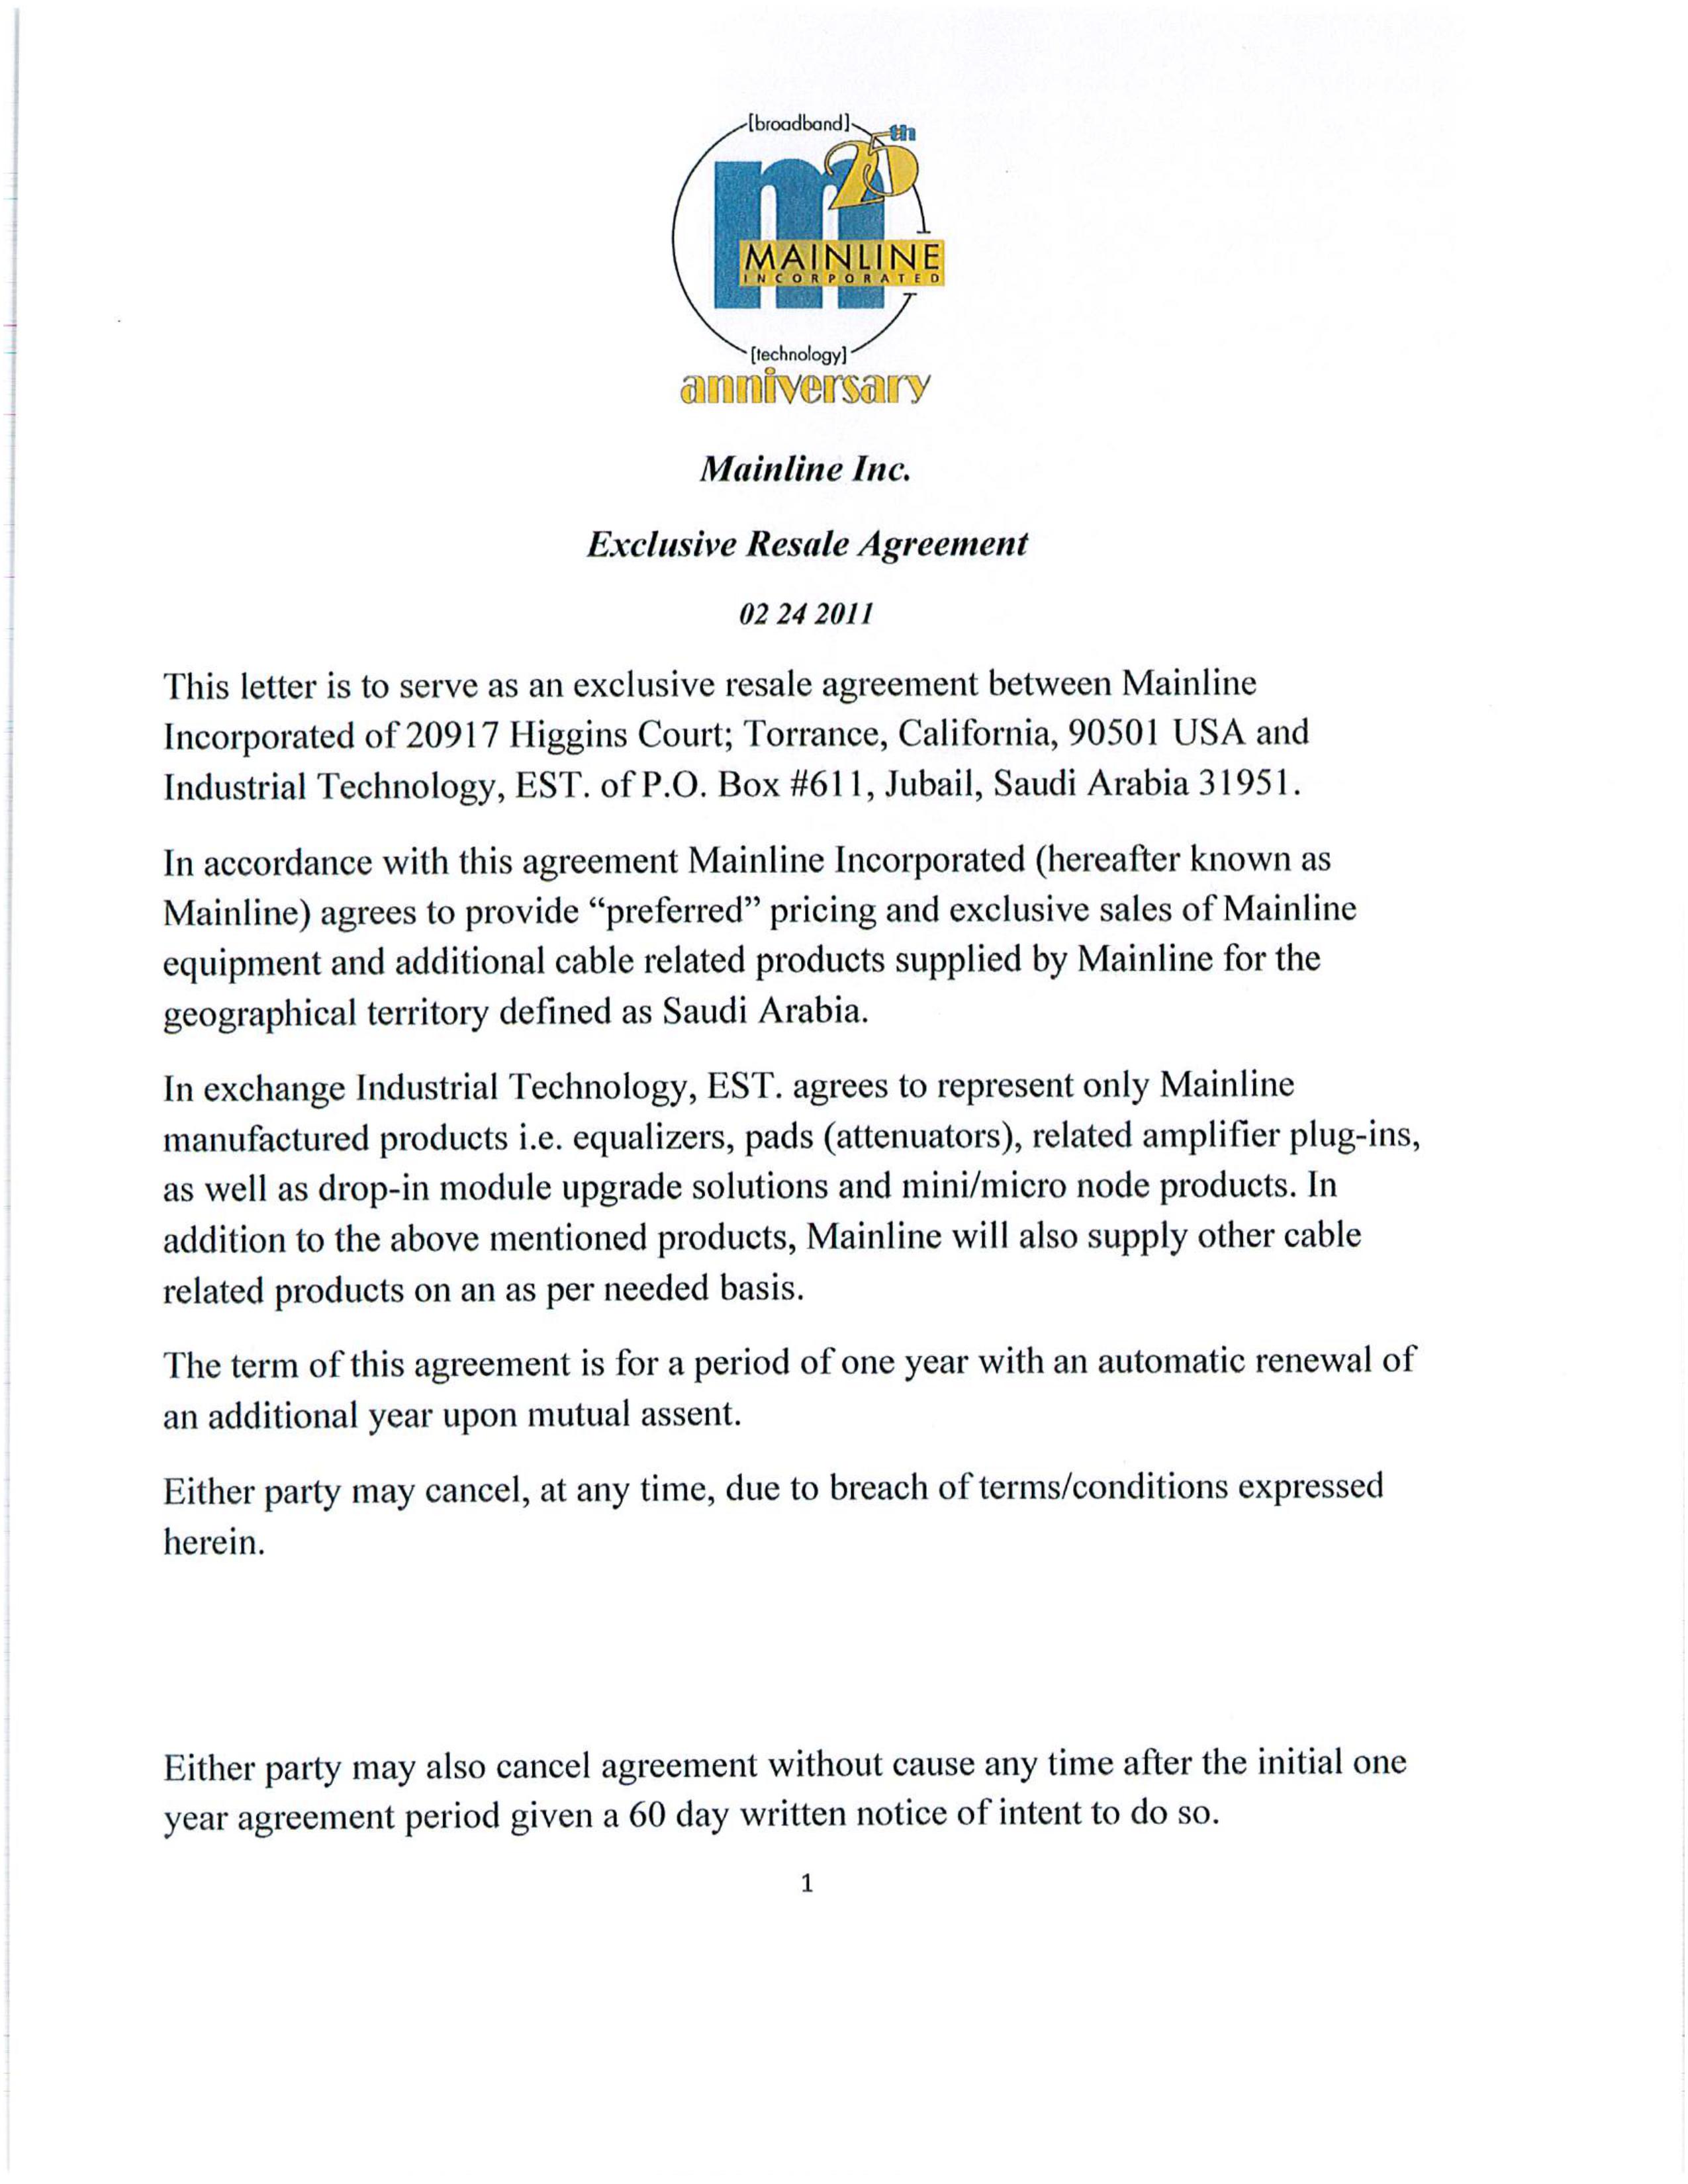 [broadband]
25th
m
MAINLINE
INCORPORATED
[technology]
anniversary
Mainline Inc.
Exclusive Resale Agreement
02 24 2011
This letter is to serve as an exclusive resale agreement between Mainline
Incorporated of 20917 Higgins Court; Torrance, California, 90501 USA and
Industrial Technology, EST. of P.O. Box #611, Jubail, Saudi Arabia 31951.
In accordance with this agreement Mainline Incorporated (hereafter known as
Mainline) agrees to provide “preferred” pricing and exclusive sales of Mainline
equipment and additional cable related products supplied by Mainline for the
geographical territory defined as Saudi Arabia.
In exchange Industrial Technology, EST. agrees to represent only Mainline
manufactured products i.e. equalizers, pads (attenuators), related amplifier plug-ins,
as well as drop-in module upgrade solutions and mini/micro node products. In
addition to the above mentioned products, Mainline will also supply other cable
related products on an as per needed basis.
The term of this agreement is for a period of one year with an automatic renewal of
an additional year upon mutual assent.
Either party may cancel, at any time, due to breach of terms/conditions expressed
herein.
Either party may also cancel agreement without cause any time after the initial one
year agreement period given a 60 day written notice of intent to do so.
1